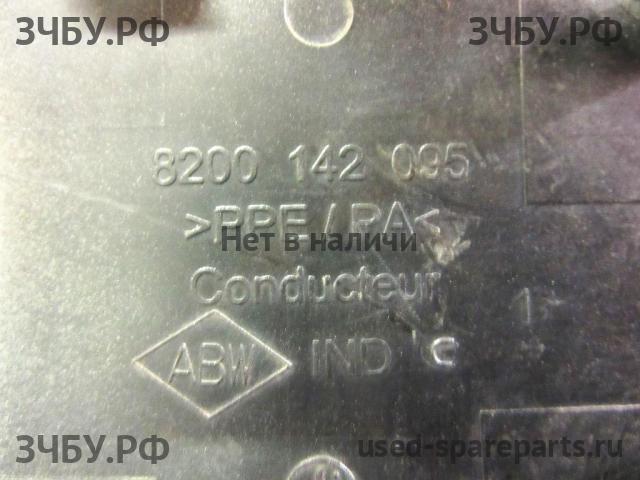 ЗЧБУ.РФ ЗЧБУ.РФ
8200 142 095
>PPE/PA<
Нет в наличи
Conducteur
1
ABW IND C
ЗЧБУ.РФ used-spareparts.ru